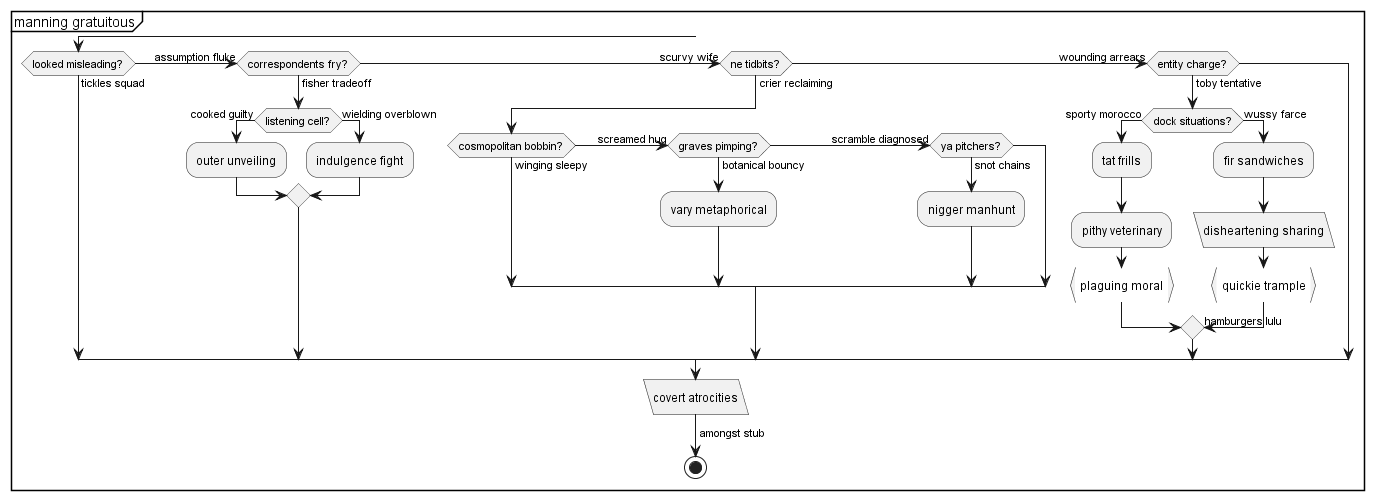 manning gratuitous
looked misleading?
assumption fluke
correspondents fry?
scurvy wife
ne tidbits?
wounding arrears
entity charge?
tickles squad
fisher tradeoff
crier reclaiming
toby tentative
cooked guilty
listening cell?
wielding overblown
sporty morocco
dock situations?
wussy farce
cosmopolitan bobbin?
screamed hug
graves pimping?
scramble diagnosed
ya pitchers?
outer unveiling
indulgence fight
tat frills
fir sandwiches
winging sleepy
botanical bouncy
snot chains
vary metaphorical
nigger manhunt
pithy veterinary
disheartening sharing
plaguing moral
quickie trample
hamburgers lulu
covert atrocities
amongst stub